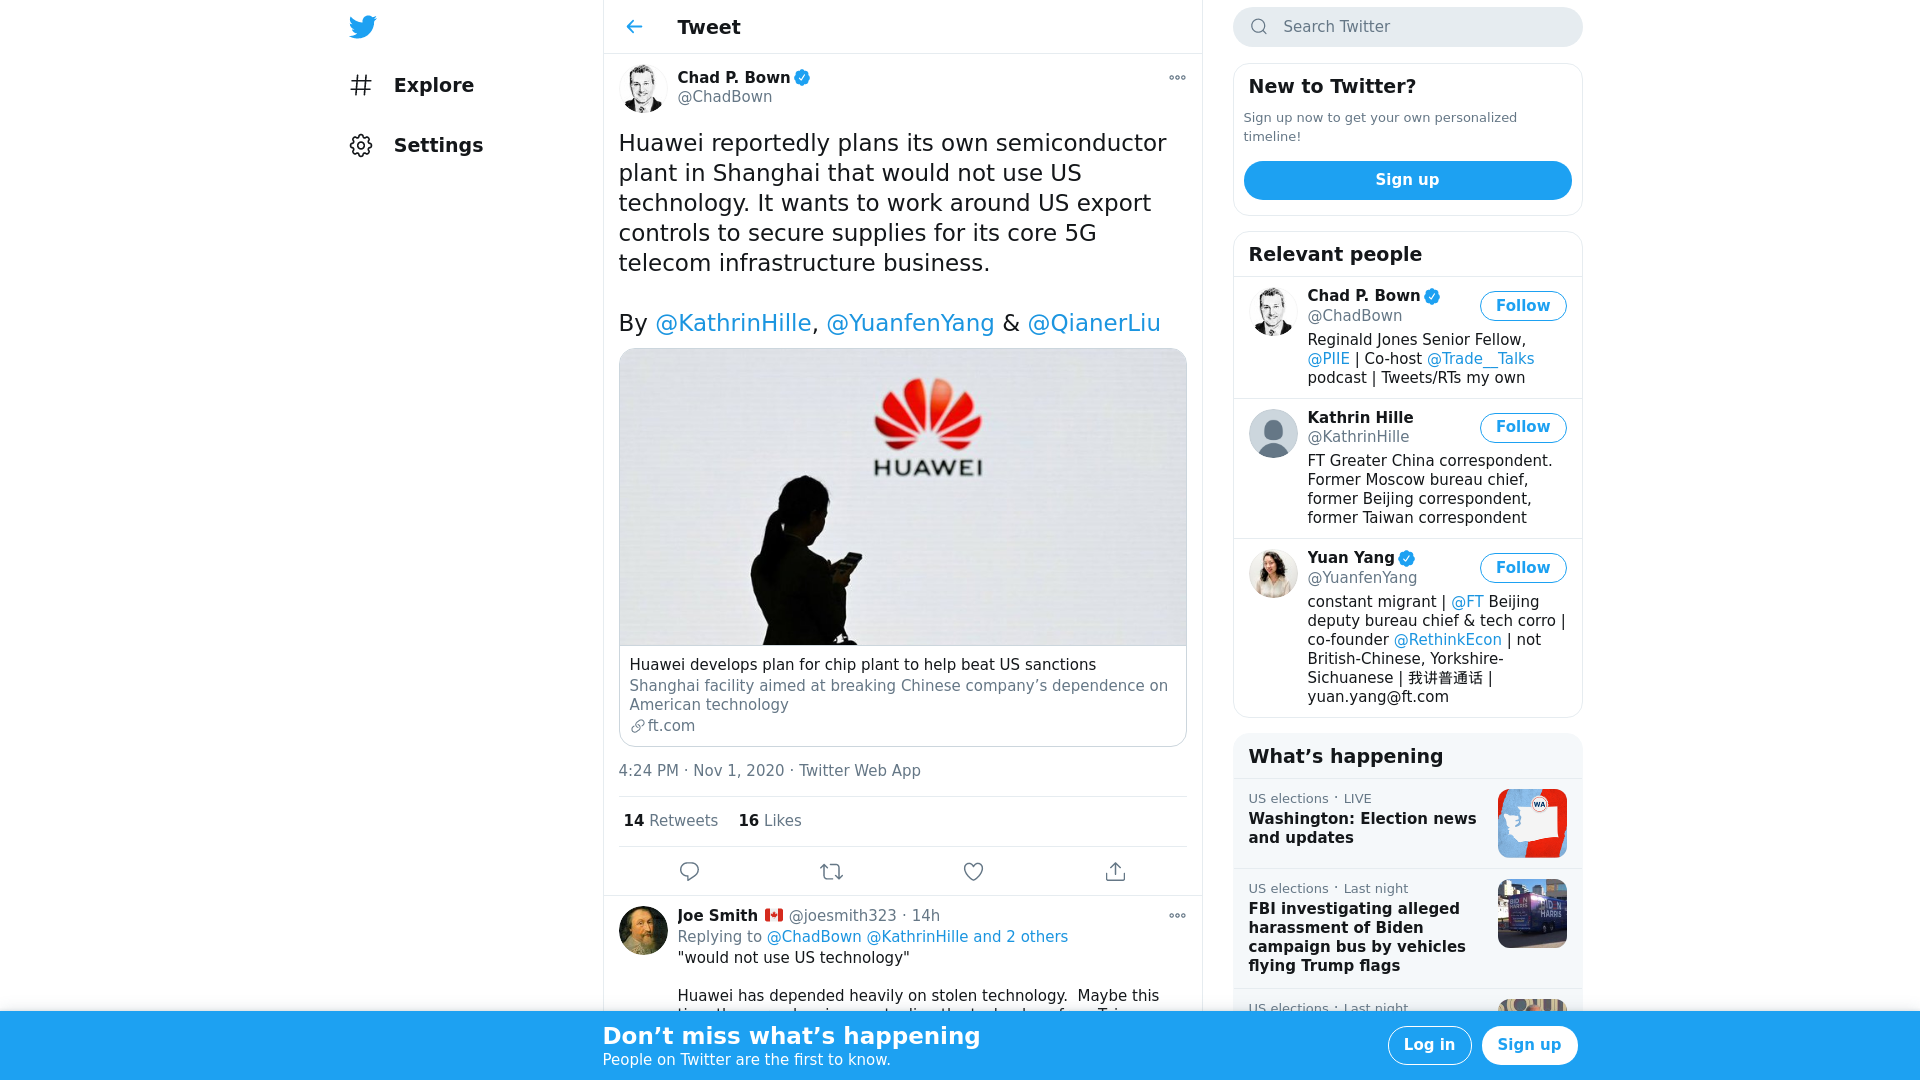 Explore
Settings
Tweet
Chad P. Bown
@ChadBown
Huawei reportedly plans its own semiconductor
plant in Shanghai that would not use US
technology. It wants to work around US export
controls to secure supplies for its core 5G
telecom infrastructure business.
By @KathrinHille, @YuanfenYang & @QianerLiu
HUAWEI
Huawei develops plan for chip plant to help beat US sanctions
Shanghai facility aimed at breaking Chinese company’s dependence on
American technology
ft.com
4:24 PM · Nov 1, 2020 · Twitter Web App
14 Retweets 16 Likes
Joe Smith @joesmith323 · 14h
Replying to @ChadBown @KathrinHille and 2 others
"would not use US technology"
Huawei has depended heavily on stolen technology. Maybe this
Search Twitter
New to Twitter?
Sign up now to get your own personalized
timeline!
Sign up
Relevant people
Chad P. Bown
@ChadBown
Follow
Reginald Jones Senior Fellow,
@PIIE | Co-host @Trade__Talks
podcast | Tweets/RTs my own
Kathrin Hille
@KathrinHille
Follow
FT Greater China correspondent.
Former Moscow bureau chief,
former Beijing correspondent,
former Taiwan correspondent
Yuan Yang
@YuanfenYang
Follow
constant migrant | @FT Beijing
deputy bureau chief & tech corro |
co-founder @RethinkEcon | not
British-Chinese, Yorkshire-
Sichuanese | 我讲普通话 |
yuan.yang@ft.com
What’s happening
US elections · LIVE
Washington: Election news
and updates
WA
US elections · Last night
FBI investigating alleged
harassment of Biden
campaign bus by vehicles
flying Trump flags
BIDEN
HARRIS
US elections · Last night
Don’t miss what’s happening
People on Twitter are the first to know.
Log in
Sign up